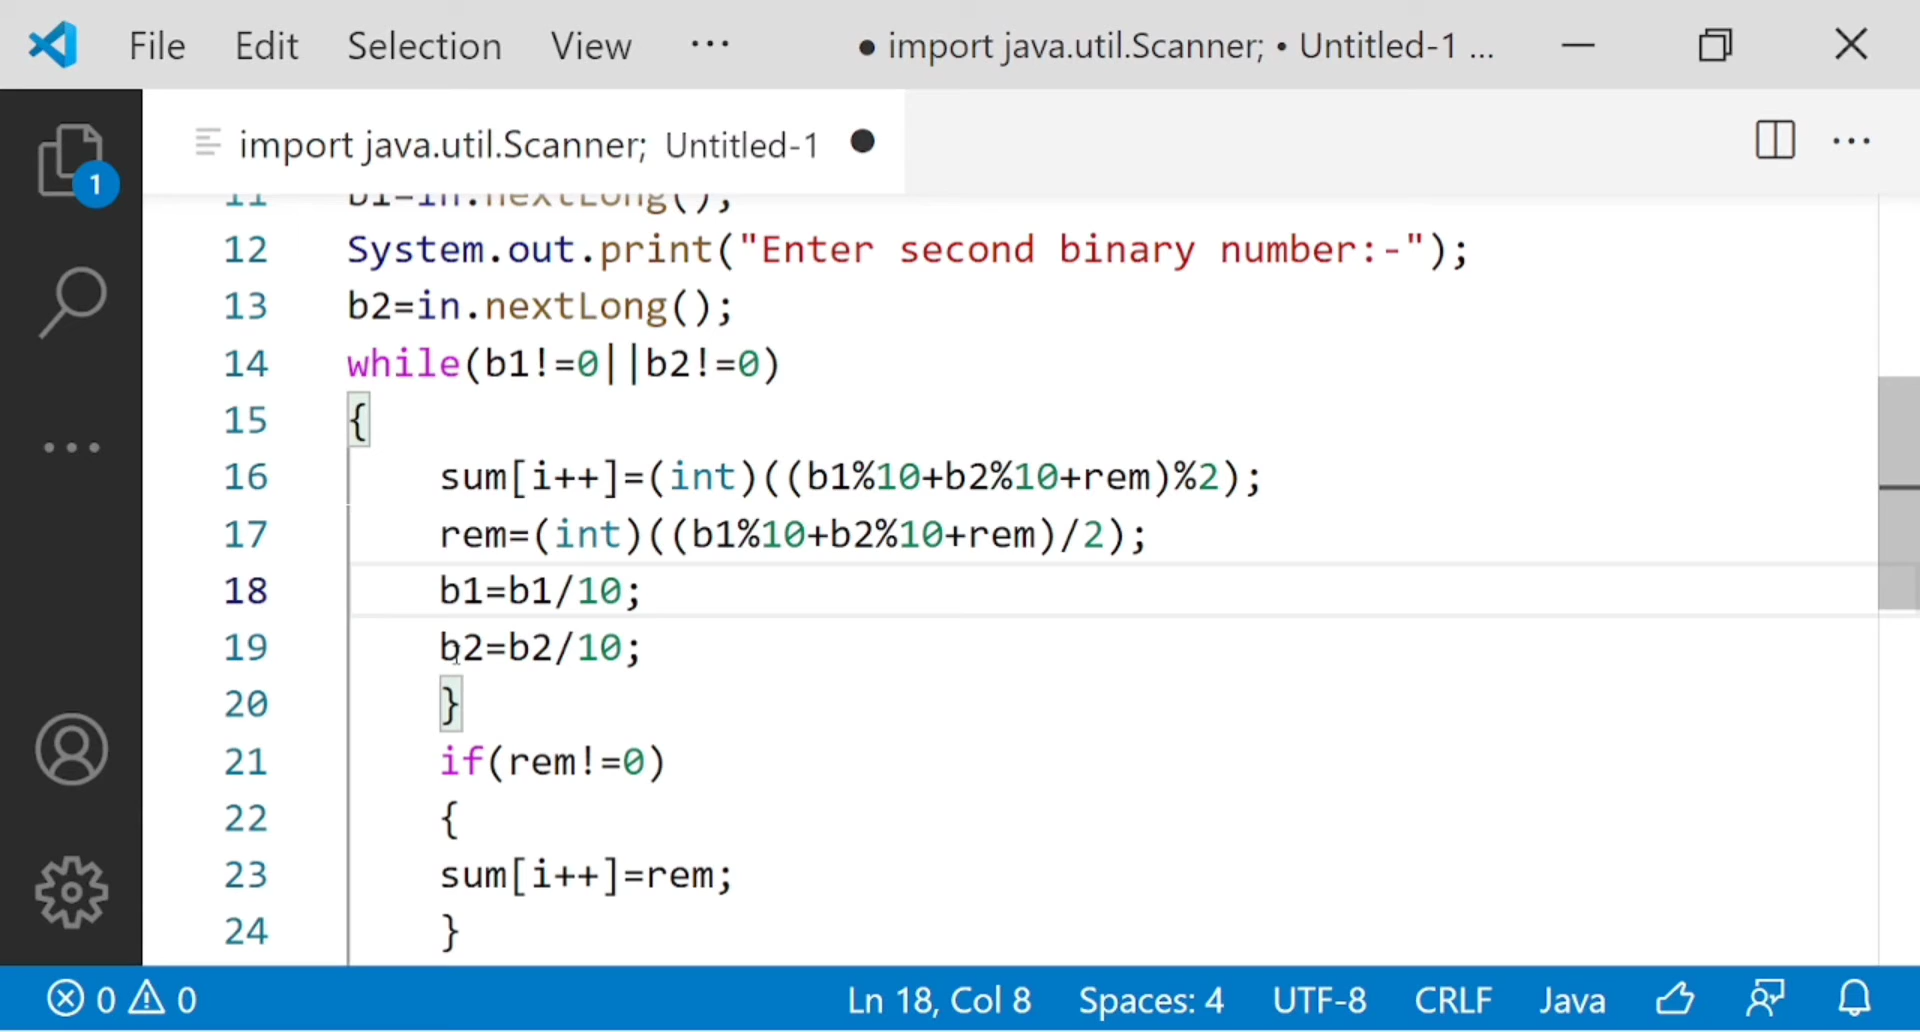 File Edit Selection View ... ● import java.util.Scanner; • Untitled-1 ...
import java.util.Scanner; Untitled-1 ●
1
11 b1=in.nextLong();
12 System.out.print("Enter second binary number:-");
13 b2=in.nextLong();
14 while(b1!=0||b2!=0)
15 {
16 sum[i++]=(int)((b1%10+b2%10+rem)%2);
17 rem=(int)((b1%10+b2%10+rem)/2);
18 b1=b1/10;
19 b2=b2/10;
20 }
21 if(rem!=0)
22 {
23 sum[i++]=rem;
24 }
0 0 Ln 18, Col 8 Spaces: 4 UTF-8 CRLF Java